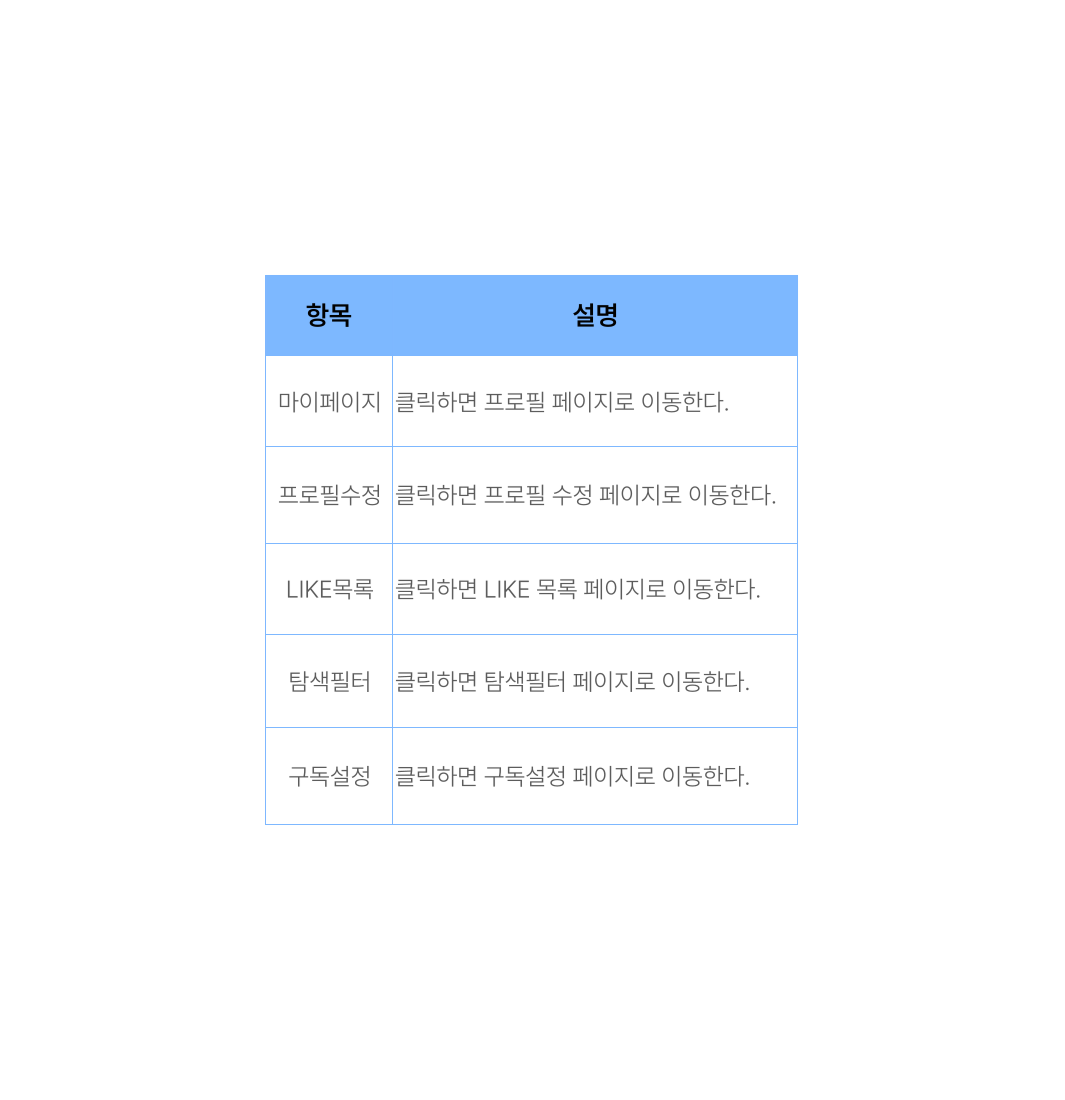 항목 설명
마이페이지 클릭하면 프로필 페이지로 이동한다.
프로필수정 클릭하면 프로필 수정 페이지로 이동한다.
LIKE목록 클릭하면 LIKE 목록 페이지로 이동한다.
탐색필터 클릭하면 탐색필터 페이지로 이동한다.
구독설정 클릭하면 구독설정 페이지로 이동한다.